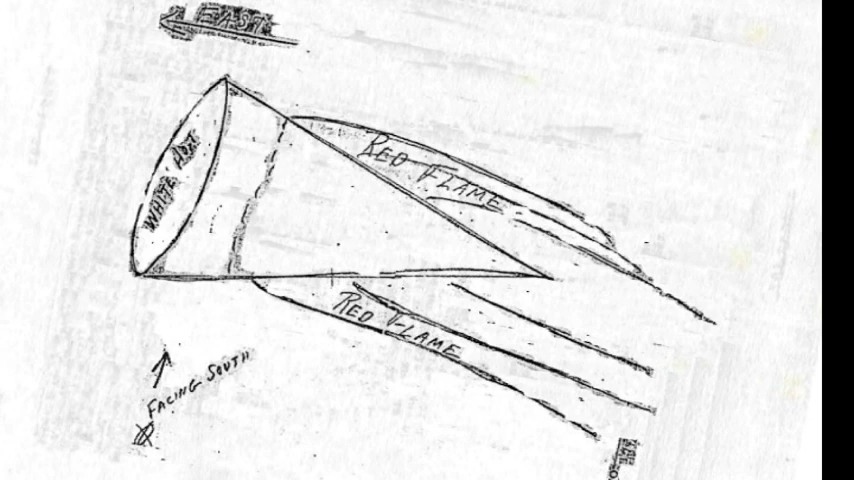 EAST
WHITE HOT
RED FLAME
RED FLAME
FACING SOUTH